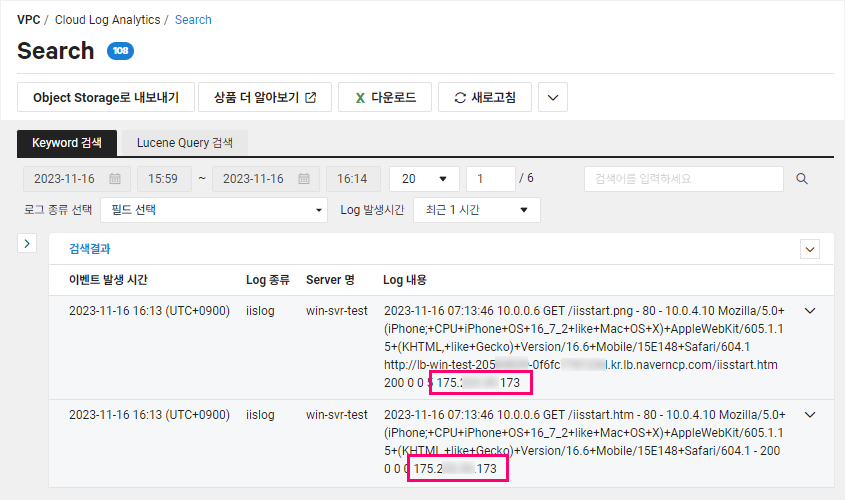 VPC / Cloud Log Analytics / Search
Search 108
Object Storage로 내보내기 상품 더 알아보기 X 다운로드 새로고침
Keyword 검색 Lucene Query 검색
2023-11-16 15:59 ~ 2023-11-16 16:14 20 1 / 6 검색어를 입력하세요
로그 종류 선택 필드 선택 Log 발생시간 최근 1 시간
검색결과
이벤트 발생 시간 Log 종류 Server 명 Log 내용
2023-11-16 16:13 (UTC+0900) iislog win-svr-test 2023-11-16 07:13:46 10.0.0.6 GET /iisstart.png - 80 - 10.0.4.10 Mozilla/5.0+
(iPhone;+CPU+iPhone+OS+16_7_2+like+Mac+OS+X)+AppleWebKit/605.1.1
5+(KHTML,+like+Gecko)+Version/16.6+Mobile/15E148+Safari/604.1
http://lb-win-test-205 -0f6fc l.kr.lb.naverncp.com/iisstart.htm
200 0 0 5 175.2 173
2023-11-16 16:13 (UTC+0900) iislog win-svr-test 2023-11-16 07:13:46 10.0.0.6 GET /iisstart.htm - 80 - 10.0.4.10 Mozilla/5.0+
(iPhone;+CPU+iPhone+OS+16_7_2+like+Mac+OS+X)+AppleWebKit/605.1.1
5+(KHTML,+like+Gecko)+Version/16.6+Mobile/15E148+Safari/604.1 - 200
0 0 0 175.2 .173